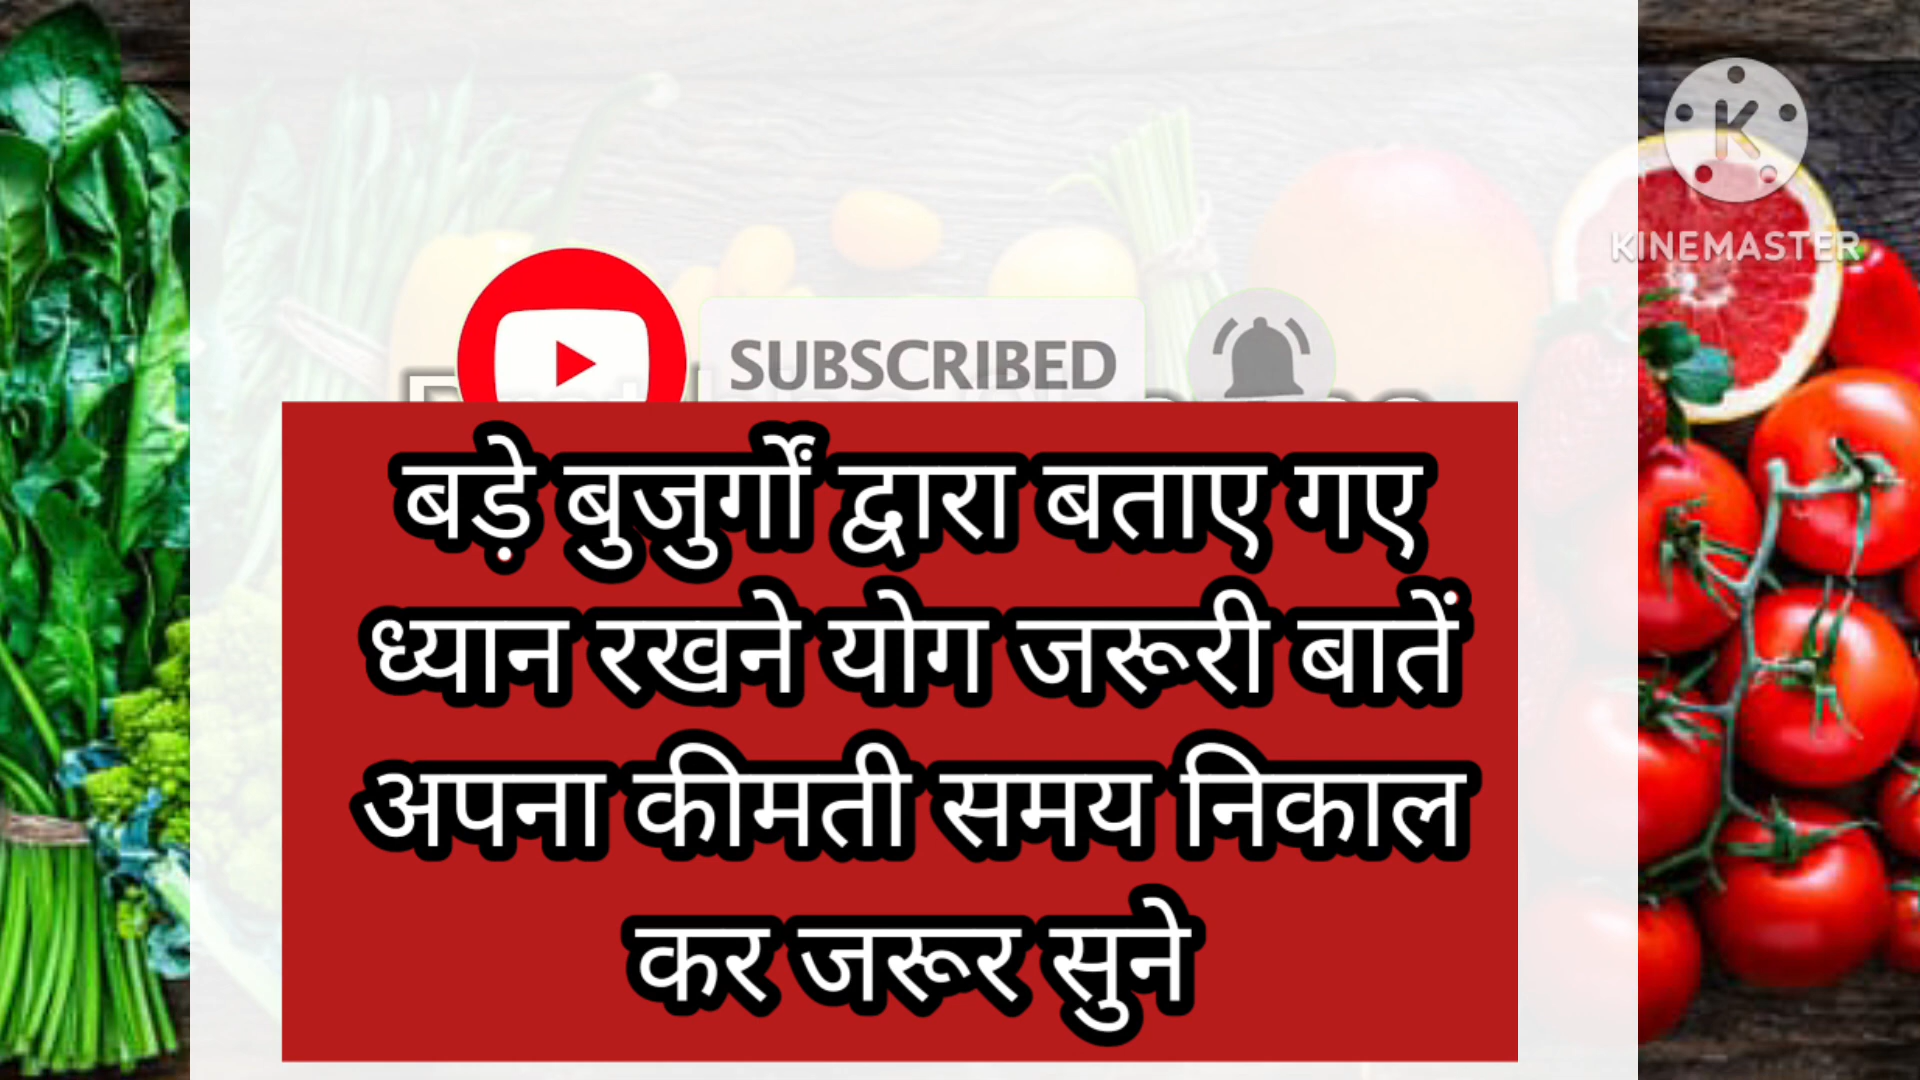 KINEMASTER
SUBSCRIBED
बड़े बुजुर्गों द्वारा बताए गए
ध्यान रखने योग जरूरी बातें
अपना कीमती समय निकाल
कर जरूर सुने